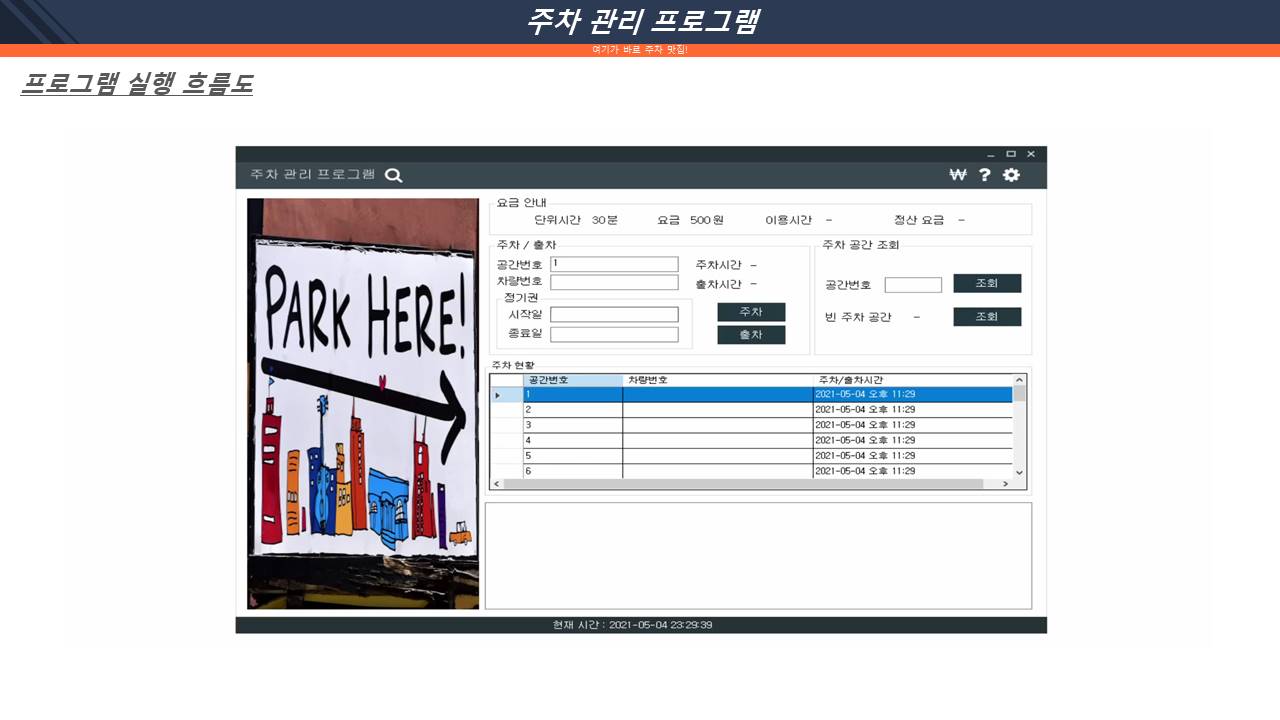 주차 관리 프로그램
여기가 바로 주차 맛집!
프로그램 실행 흐름도
주차 관리 프로그램
₩ ?
요금 안내
단위시간 30분 요금 500원 이용시간 - 정산 요금 -
주차 / 출차
공간번호 1 주차시간 -
차량번호 출차시간 -
정기권
시작일
종료일
주차
출차
주차 공간 조회
공간번호 조회
빈 주차 공간 - 조회
주차 현황
공간번호 차량번호 주차/출차시간
1 2021-05-04 오후 11:29
2 2021-05-04 오후 11:29
3 2021-05-04 오후 11:29
4 2021-05-04 오후 11:29
5 2021-05-04 오후 11:29
6 2021-05-04 오후 11:29
PARK HERE!
현재 시간 : 2021-05-04 23:29:39